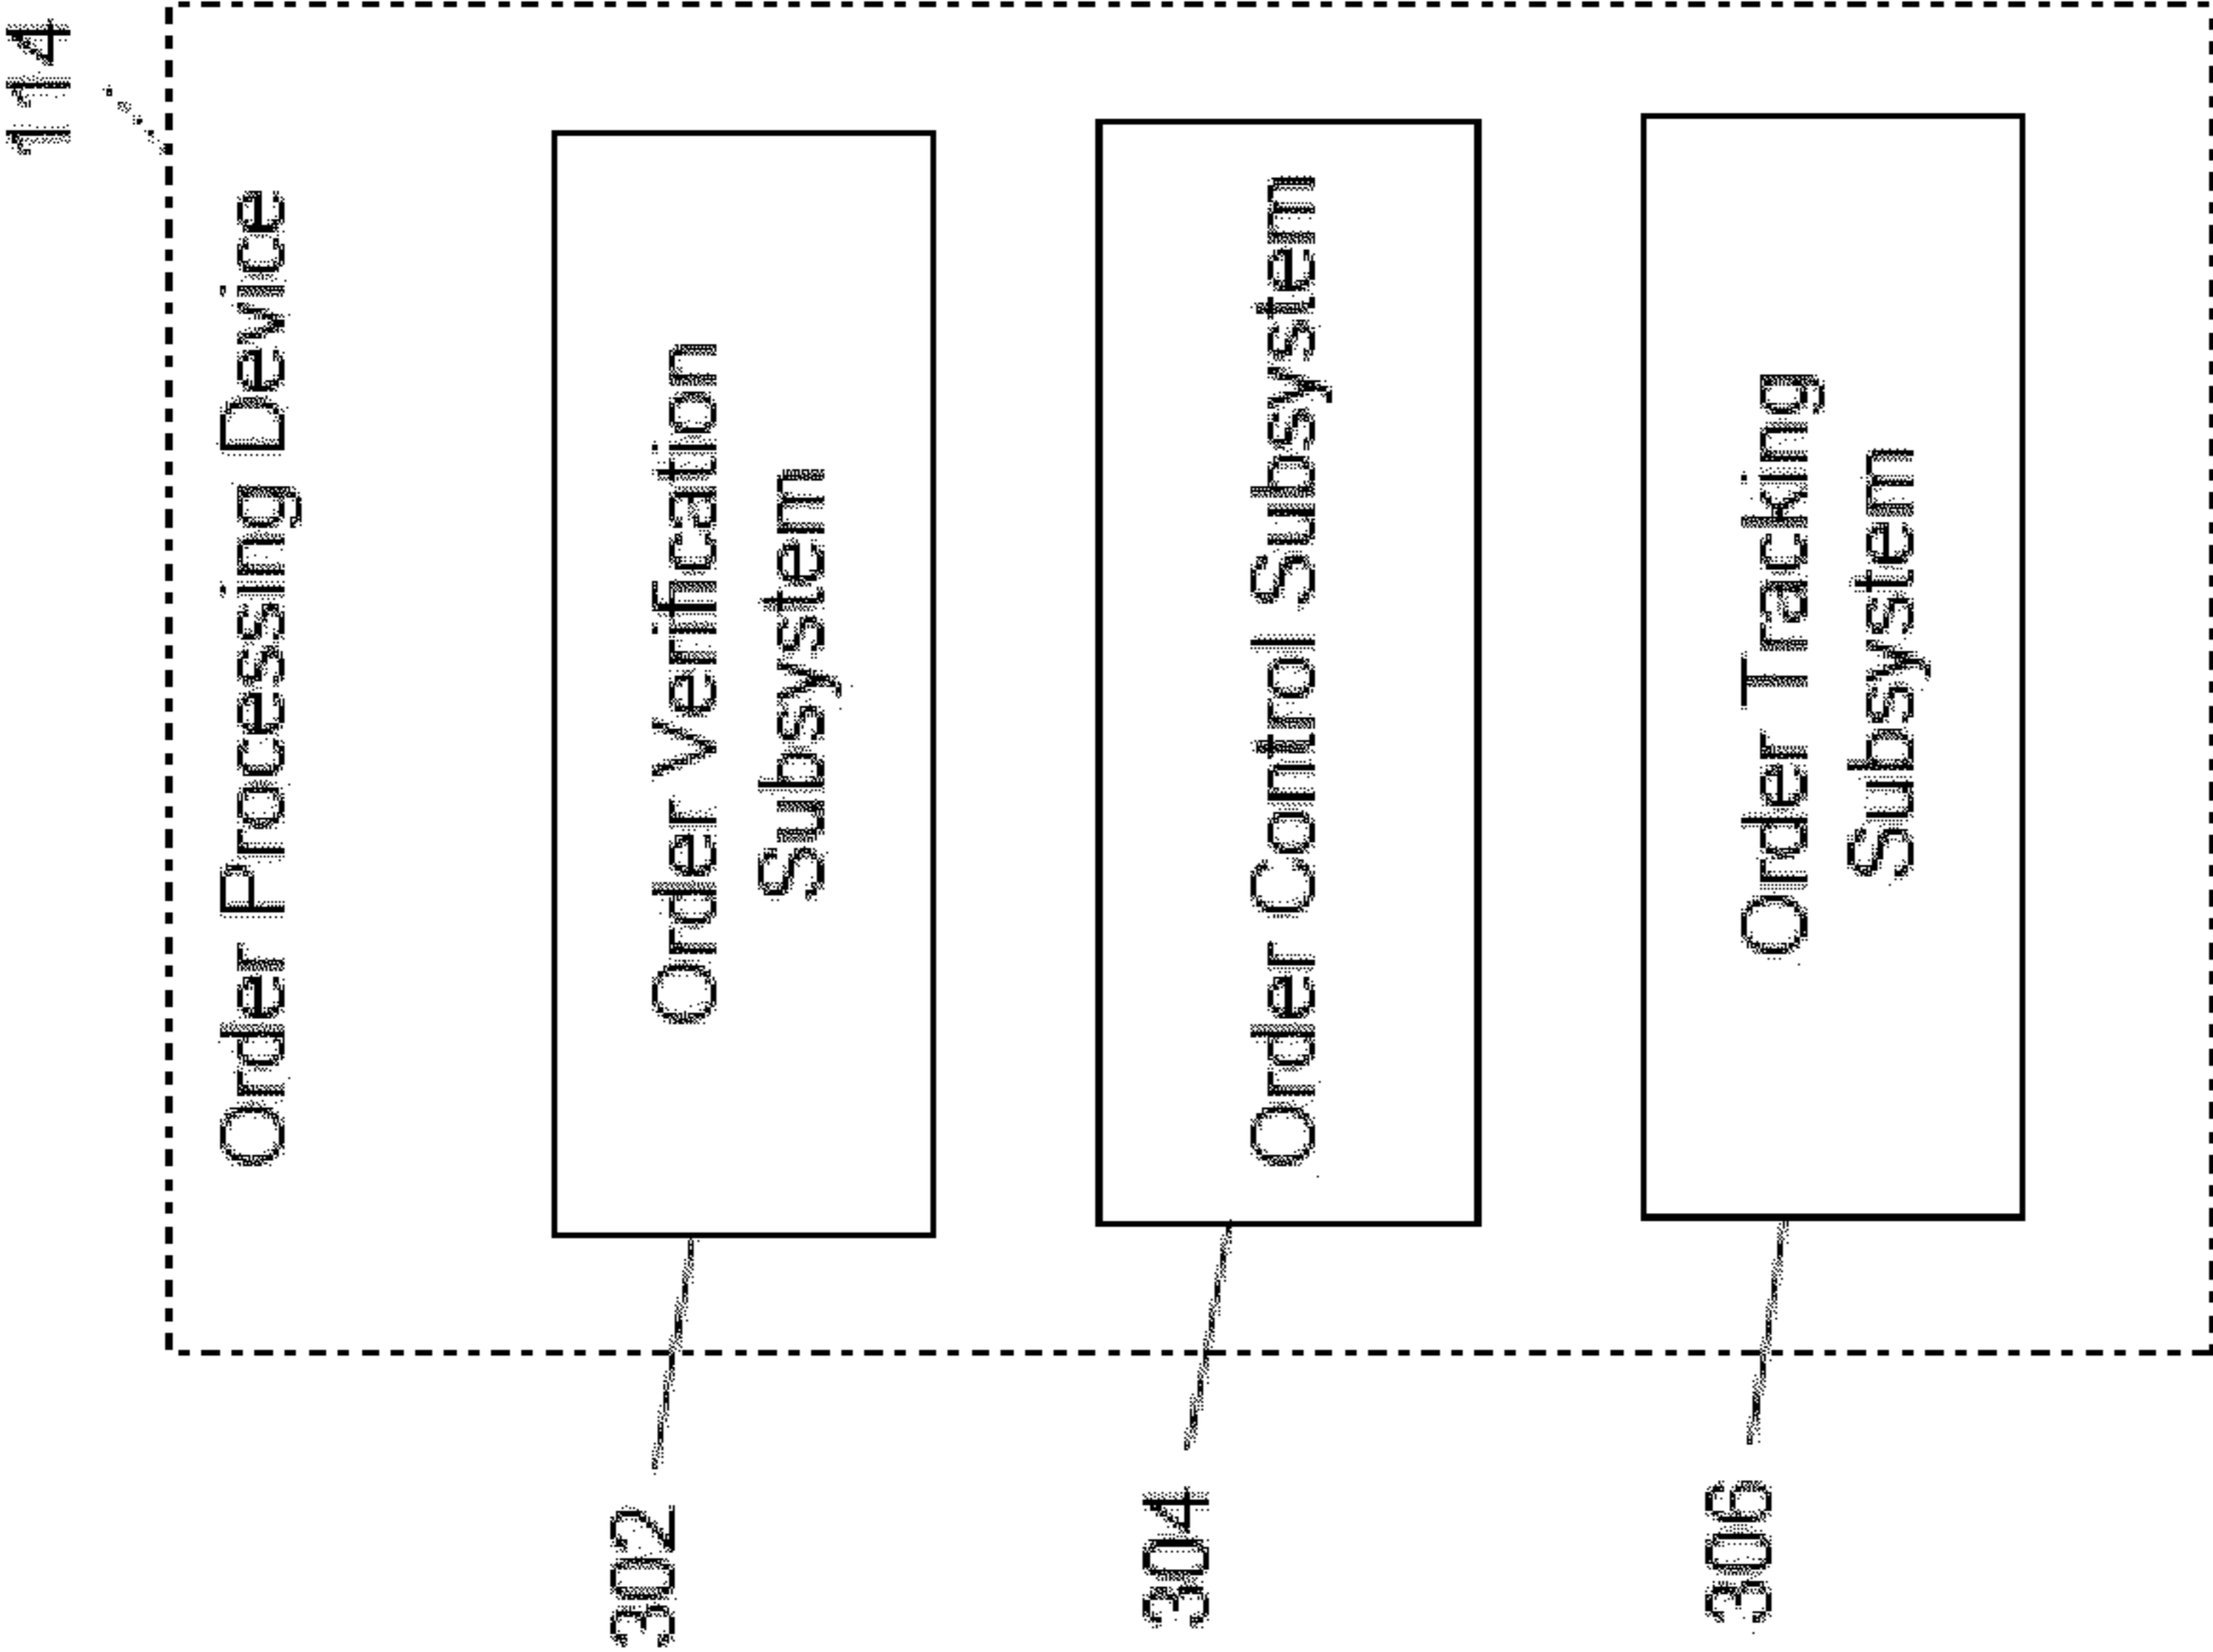 114
Order Processing Device
302
Order Verification
Subsystem
304
Order Control Subsystem
306
Order Tracking
Subsystem